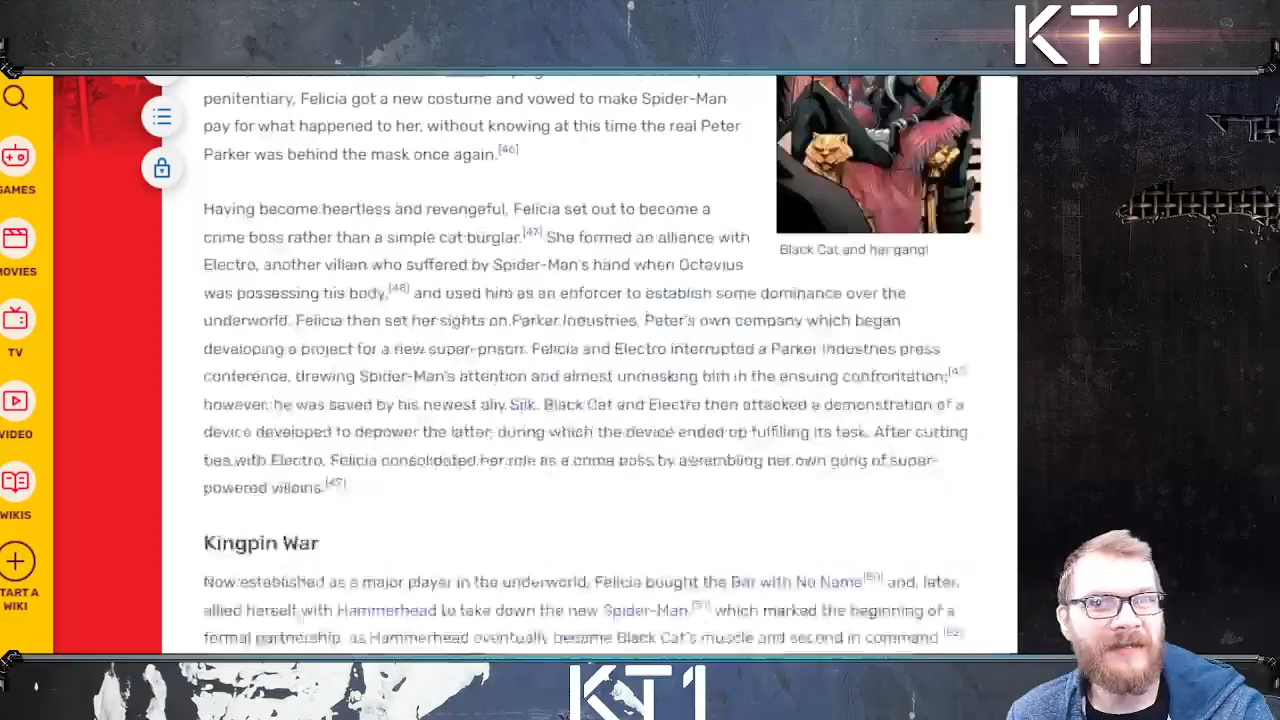 KT1
penitentiary, Felicia got a new costume and vowed to make Spider-Man
pay for what happened to her, without knowing at this time the real Peter
Parker was behind the mask once again.[46]
Having become heartless and revengeful, Felicia set out to become a
crime boss rather than a simple cat burglar.[47] She formed an alliance with
Electro, another villain who suffered by Spider-Man's hand when Octavius
was possessing his body,[48] and used him as an enforcer to establish some dominance over the
underworld. Felicia then set her sights on Parker Industries, Peter's own company which began
developing a project for a new super-prison. Felicia and Electro interrupted a Parker Industries press
conference, drawing Spider-Man's attention and almost unmasking him in the ensuing confrontation;
however, he was saved by his newest ally Silk. Black Cat and Electro then attacked a demonstration of a
device developed to depower the latter, during which the device ended up fulfilling its task. After cutting
ties with Electro, Felicia consolidated her role as a crime boss by assembling her own gang of super-
powered villains.
Black Cat and her gang
Kingpin War
Now established as a major player in the underworld, Felicia bought the Bar with No Name[50] and, later,
allied herself with Hammerhead to take down the new Spider-Man,[51] which marked the beginning of a
formal partnership, as Hammerhead eventually became Black Cat's muscle and second in command
GAMES
MOVIES
TV
VIDEO
WIKIS
TART A
WIKI
KT1